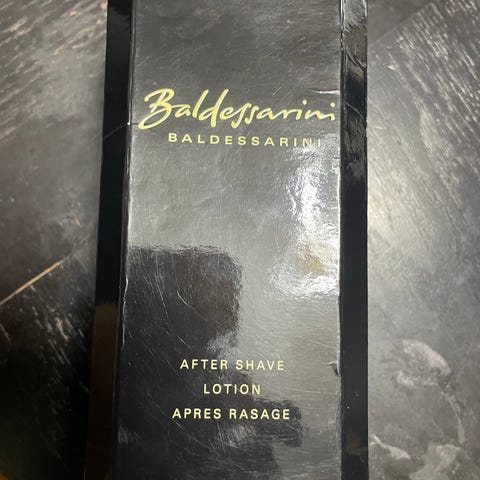 Baldessarini
BALDESSARINI
AFTER SHAVE
LOTION
APRES RASAGE